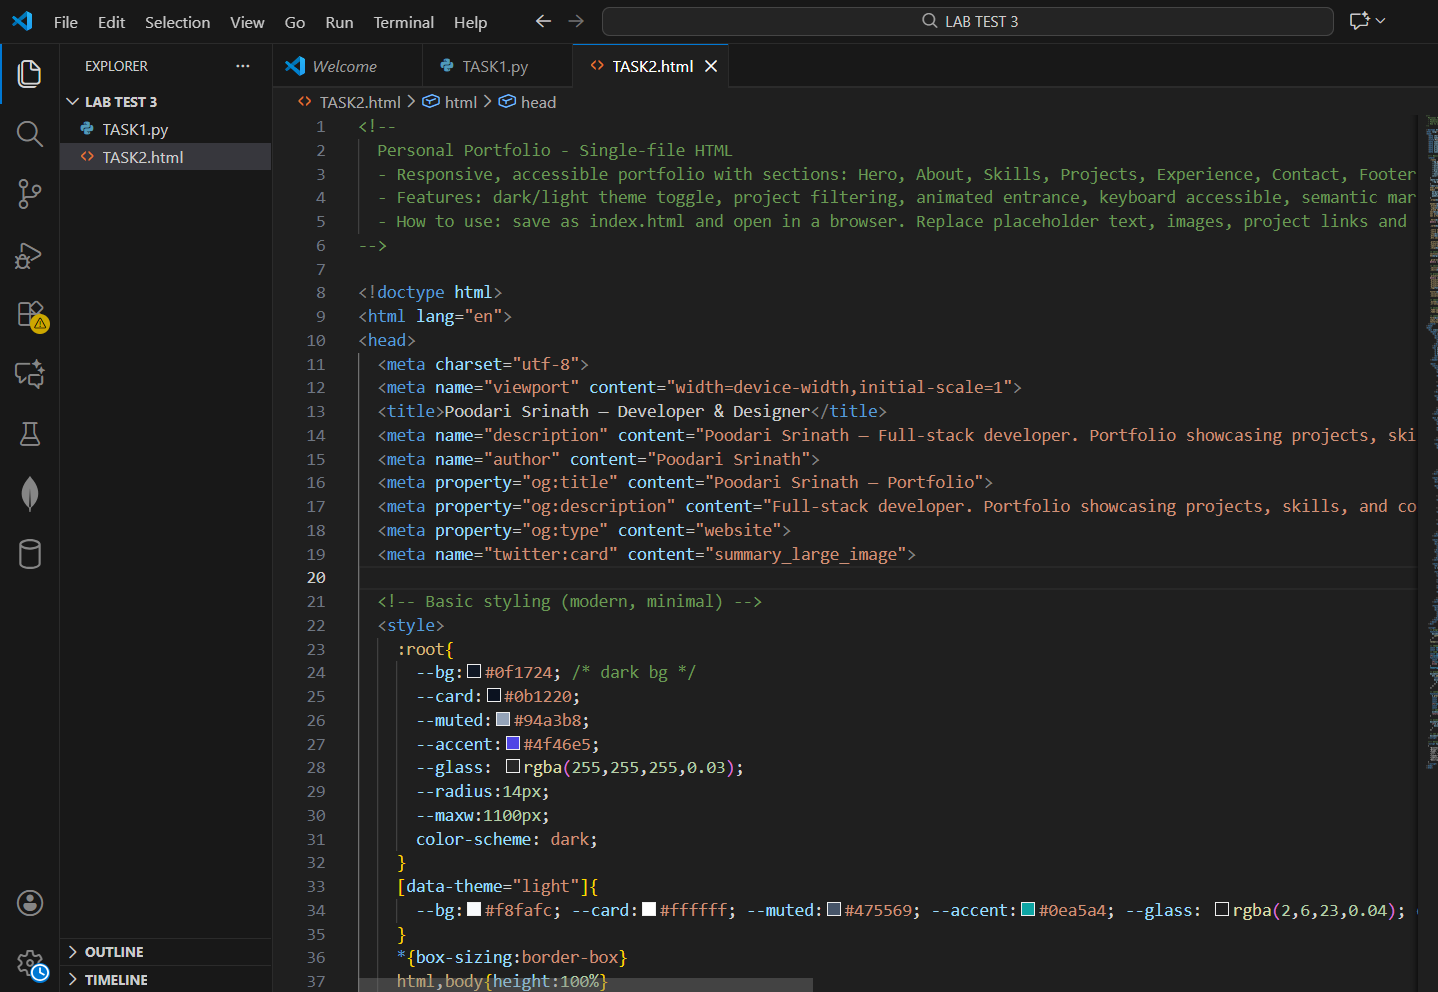 File Edit Selection View Go Run Terminal Help
LAB TEST 3
EXPLORER
LAB TEST 3
TASK1.py
TASK2.html
OUTLINE
TIMELINE
Welcome TASK1.py TASK2.html
TASK2.html > html > head
1 <!--
2 Personal Portfolio - Single-file HTML
3 - Responsive, accessible portfolio with sections: Hero, About, Skills, Projects, Experience, Contact, Footer
4 - Features: dark/light theme toggle, project filtering, animated entrance, keyboard accessible, semantic mar
5 - How to use: save as index.html and open in a browser. Replace placeholder text, images, project links and
6 -->
7
8 <!doctype html>
9 <html lang="en">
10 <head>
11 <meta charset="utf-8">
12 <meta name="viewport" content="width=device-width,initial-scale=1">
13 <title>Poodari Srinath — Developer & Designer</title>
14 <meta name="description" content="Poodari Srinath — Full-stack developer. Portfolio showcasing projects, ski
15 <meta name="author" content="Poodari Srinath">
16 <meta property="og:title" content="Poodari Srinath — Portfolio">
17 <meta property="og:description" content="Full-stack developer. Portfolio showcasing projects, skills, and co
18 <meta property="og:type" content="website">
19 <meta name="twitter:card" content="summary_large_image">
20
21 <!-- Basic styling (modern, minimal) -->
22 <style>
23 :root{
24 --bg:#0f1724; /* dark bg */
25 --card:#0b1220;
26 --muted:#94a3b8;
27 --accent:#4f46e5;
28 --glass: rgba(255,255,255,0.03);
29 --radius:14px;
30 --maxw:1100px;
31 color-scheme: dark;
32 }
33 [data-theme="light"]{
34 --bg:#f8fafc; --card:#ffffff; --muted:#475569; --accent:#0ea5a4; --glass: rgba(2,6,23,0.04);
35 }
36 *{box-sizing:border-box}
37 html,body{height:100%}